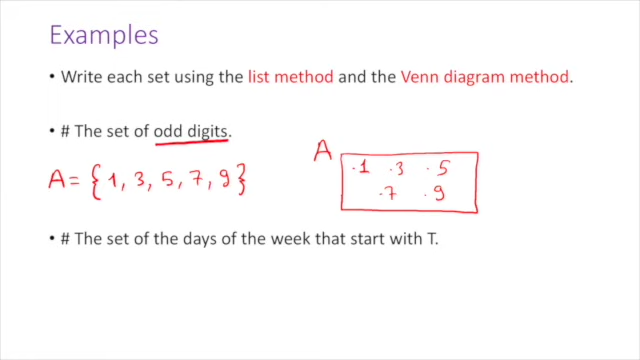 Examples
• Write each set using the list method and the Venn diagram method.
• # The set of odd digits.
A = { 1, 3, 5, 7, 9 }
A
· 1 · 3 · 5
· 7 · 9
• # The set of the days of the week that start with T.